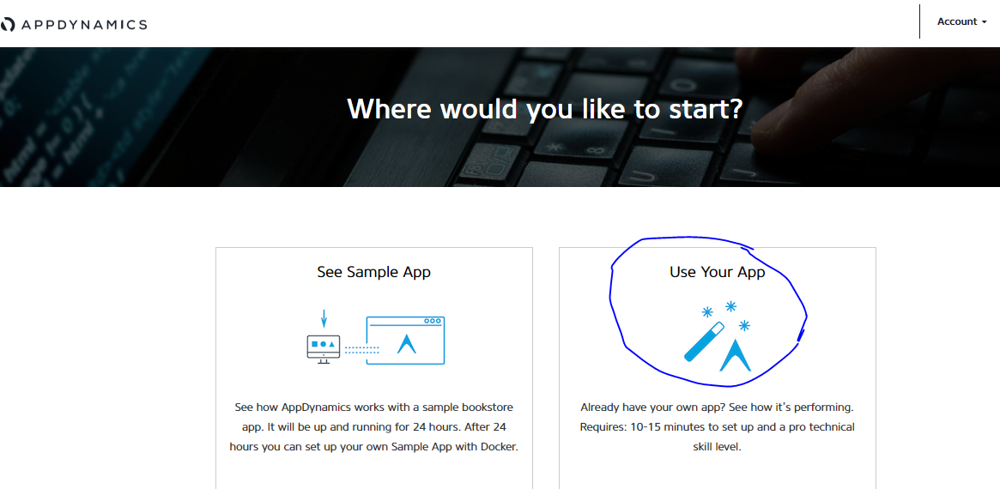 APPDYNAMICS
Account
Where would you like to start?
See Sample App
See how AppDynamics works with a sample bookstore
app. It will be up and running for 24 hours. After 24
hours you can set up your own Sample App with Docker.
Use Your App
Already have your own app? See how it's performing.
Requires: 10-15 minutes to set up and a pro technical
skill level.